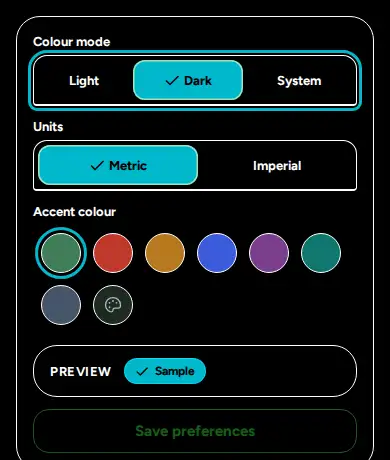 Colour mode
Light Dark System
Units
Metric Imperial
Accent colour
PREVIEW Sample
Save preferences